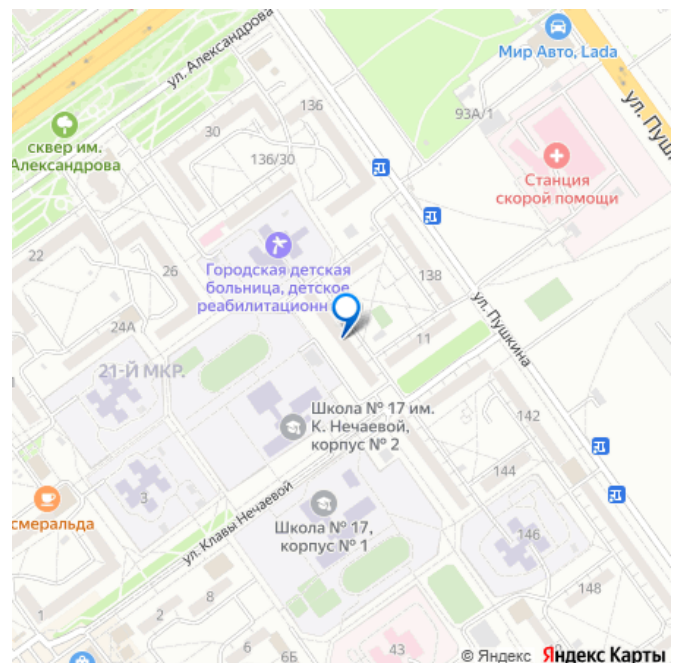 ул. Александрова
Мир Авто, Lada
136
30
93А/1
ул. Пушк
сквер им.
Александрова
136/30
Станция
скорой помощи
22
26
Городская детская
больница, детское
реабилитационн
138
24А
11
ул. Пушкина
21-Й МКР.
Школа № 17 им.
К. Нечаевой,
корпус № 2
142
144
3
смеральда
ул. Клавы Нечаевой
Школа № 17,
корпус № 1
146
148
1
2
8
6
6Б
43
© Яндекс Яндекс Карты